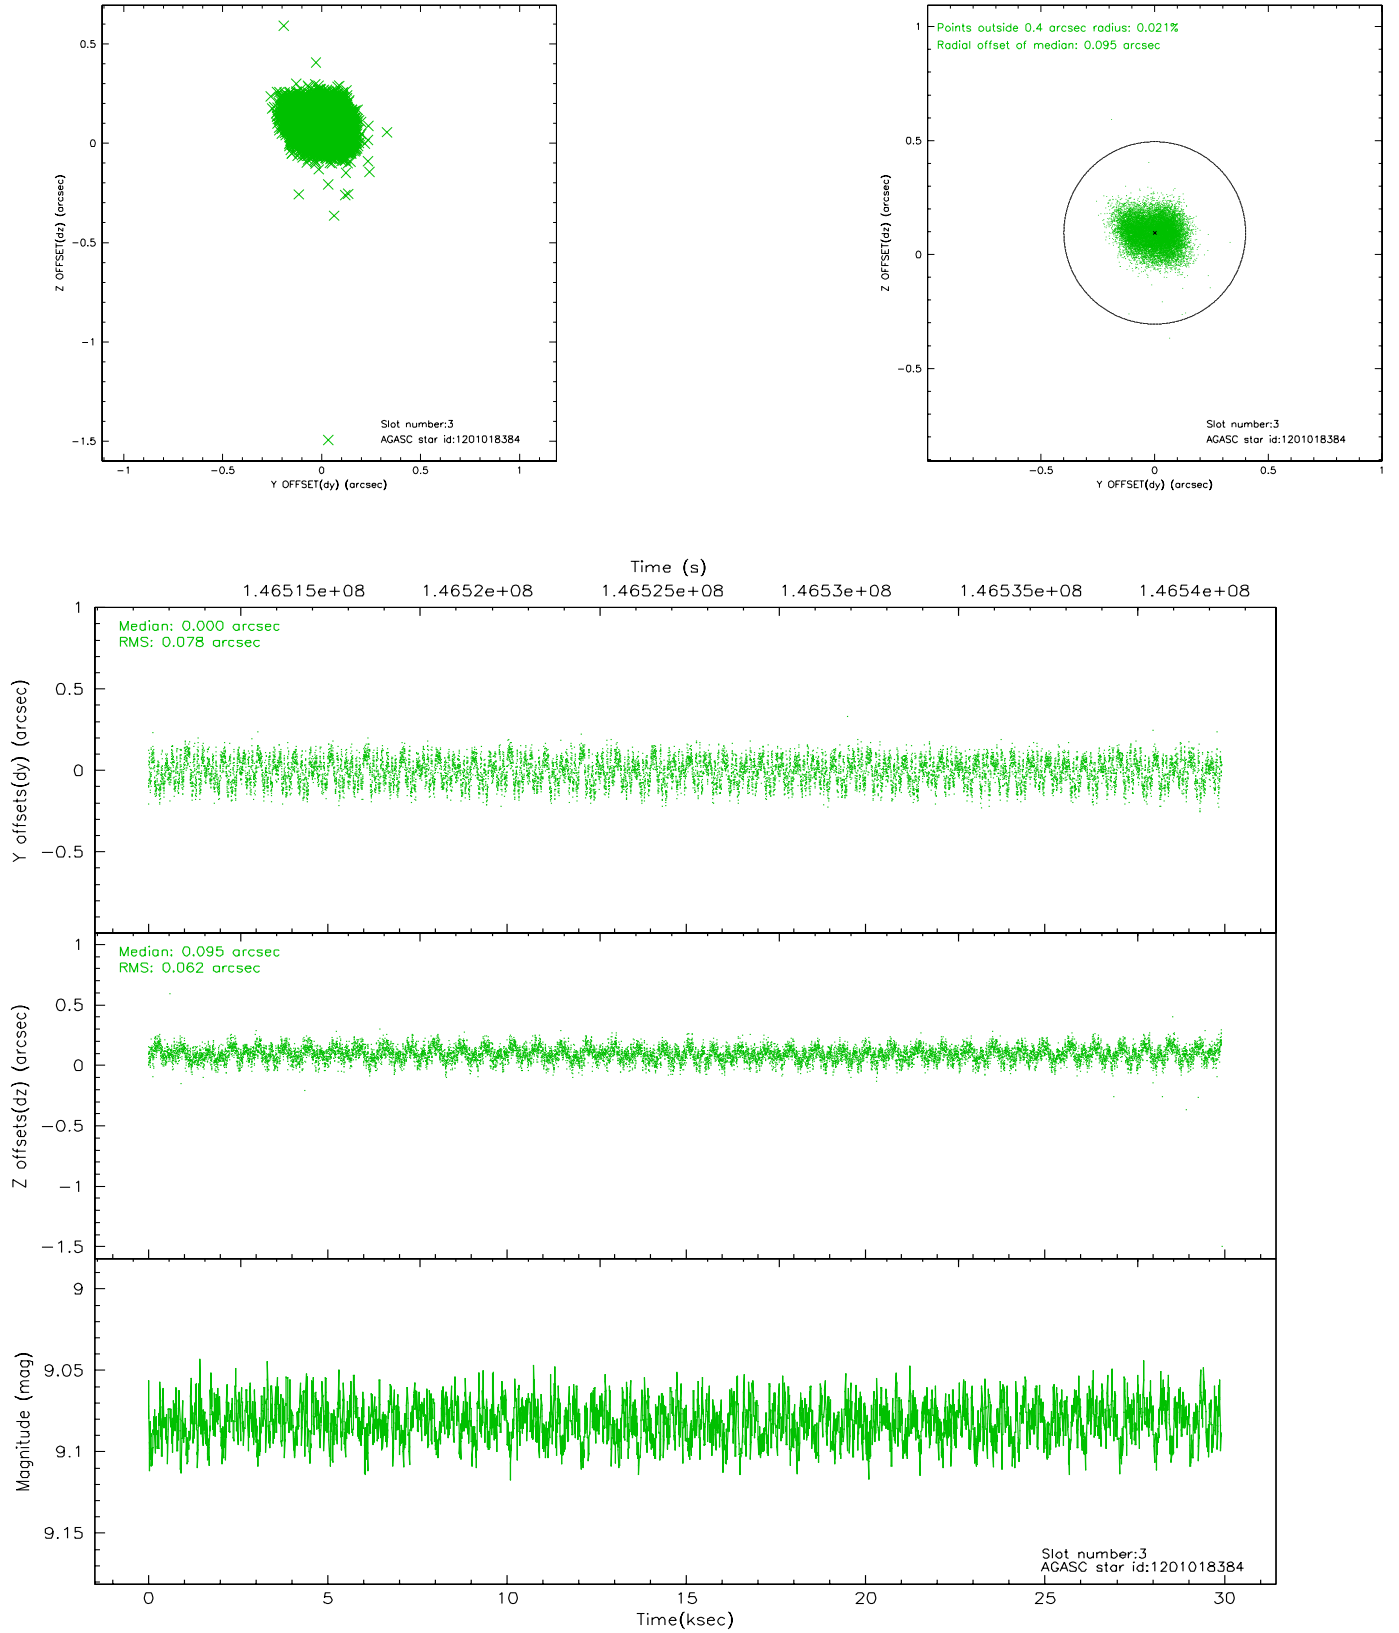 0.5
0
−0.5
−1
−1.5
Z OFFSET(dz) (arcsec)
Slot number:3
AGASC star id:1201018384
−1
−0.5
0
0.5
1
Y OFFSET(dy) (arcsec)
Points outside 0.4 arcsec radius: 0.021%
Radial offset of median: 0.095 arcsec
1
0.5
0
−0.5
Z OFFSET(dz) (arcsec)
Slot number:3
AGASC star id:1201018384
−0.5
0
0.5
1
Y OFFSET(dy) (arcsec)
Time (s)
1.46515e+08
1.4652e+08
1.46525e+08
1.4653e+08
1.46535e+08
1.4654e+08
Median: 0.000 arcsec
RMS: 0.078 arcsec
1
0.5
0
−0.5
Y offsets(dy) (arcsec)
Median: 0.095 arcsec
RMS: 0.062 arcsec
1
0.5
0
−0.5
−1
−1.5
Z offsets(dz) (arcsec)
9
9.05
9.1
9.15
Magnitude (mag)
Slot number:3
AGASC star id:1201018384
0
5
10
15
20
25
30
Time(ksec)